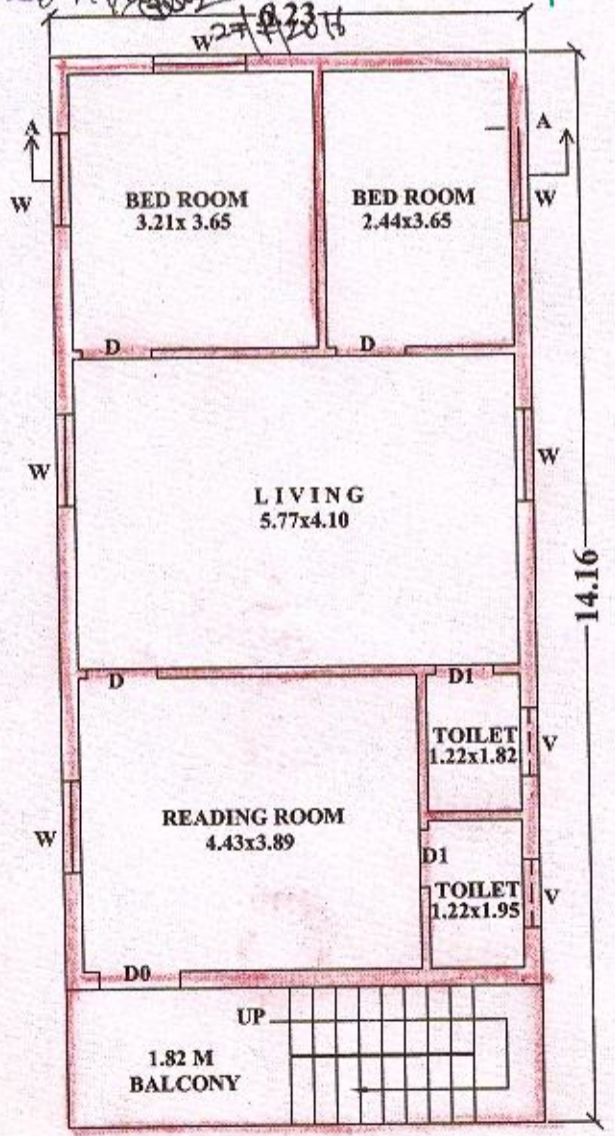 6.23
W
A
A
W
W
BED ROOM
3.21x 3.65
BED ROOM
2.44x3.65
D
D
W
W
LIVING
5.77x4.10
14.16
D
D1
TOILET
1.22x1.82
V
READING ROOM
4.43x3.89
W
D1
TOILET
1.22x1.95
V
D0
UP
1.82 M
BALCONY